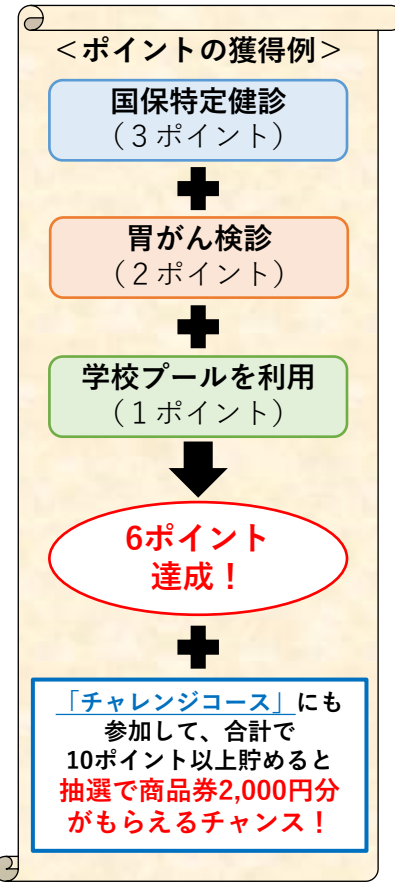 ＜ポイントの獲得例＞
国保特定健診
（３ポイント）
胃がん検診
（２ポイント）
学校プールを利用
（１ポイント）
6ポイント
達成！
「チャレンジコース」にも
参加して、合計で
10ポイント以上貯めると
抽選で商品券2,000円分
がもらえるチャンス！